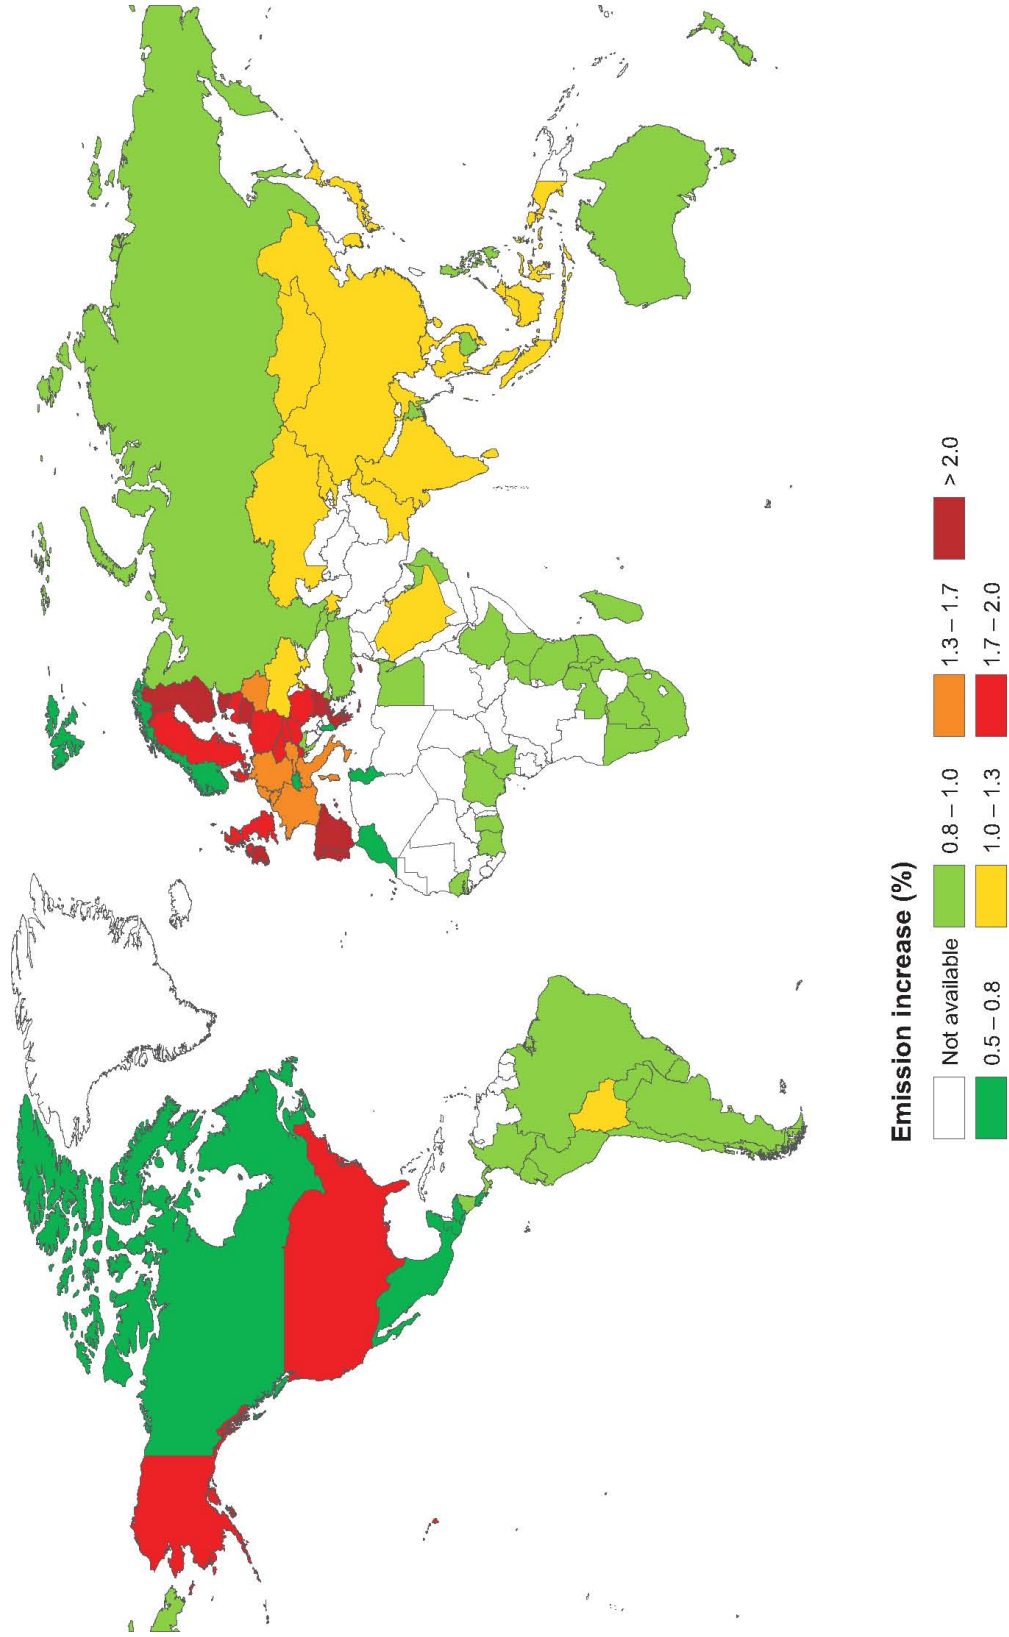 Emission increase (%)
Not available
0.8 – 1.0
1.3 – 1.7
> 2.0
0.5 – 0.8
1.0 – 1.3
1.7 – 2.0